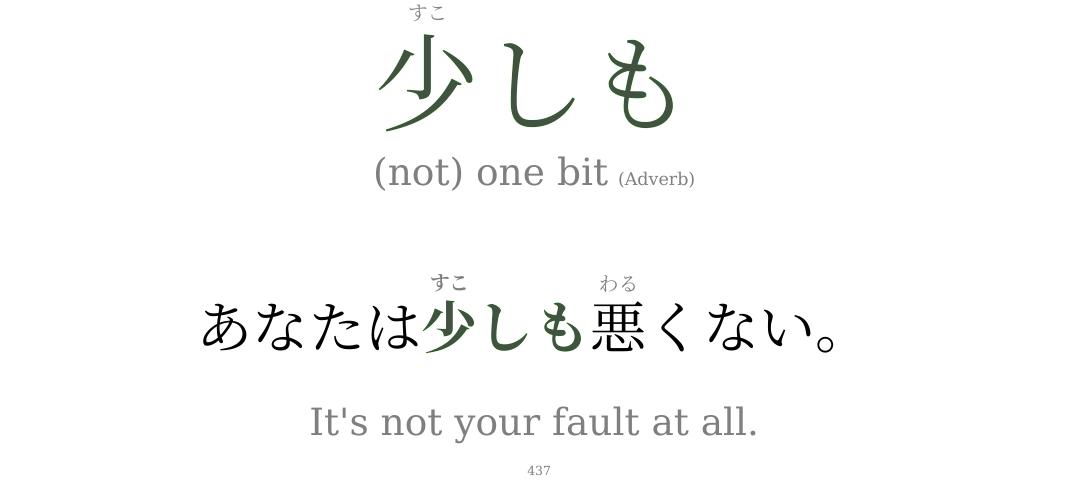 すこ
少しも
(not) one bit (Adverb)
すこ わる
あなたは少しも悪くない。
It's not your fault at all.
437